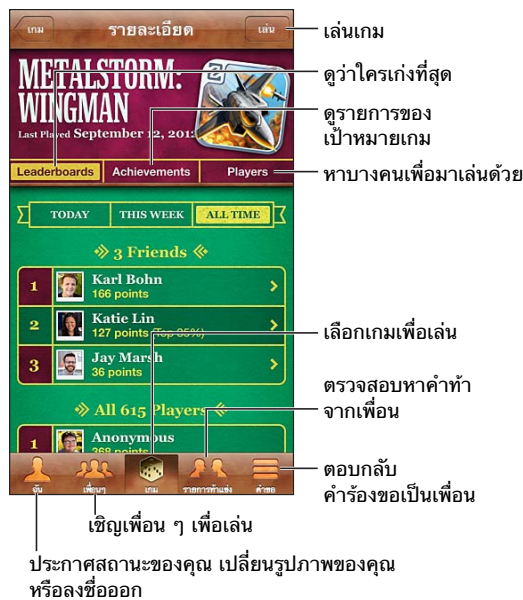 เกม
รายละเอียด
เล่น
เล่นเกม
METALSTORM:
WINGMAN
Last Played September 12, 2012
ดูว่าใครเก่งที่สุด
ดูรายการของ
เป้าหมายเกม
Leaderboards
Achievements
Players
หาบางคนเพื่อมาเล่นด้วย
TODAY
THIS WEEK
ALL TIME
3 Friends
1
Karl Bohn
166 points
2
Katie Lin
127 points (Top 35%)
3
Jay Marsh
36 points
เลือกเกมเพื่อเล่น
ตรวจสอบหาคำท้า
จากเพื่อน
All 615 Players
1
Anonymous
368 points
ฉัน
เพื่อนๆ
เกม
รายการท้าแข่ง
คำขอ
ตอบกลับ
คำร้องขอเป็นเพื่อน
เชิญเพื่อน ๆ เพื่อเล่น
ประกาศสถานะของคุณ เปลี่ยนรูปภาพของคุณ
หรือลงชื่อออก